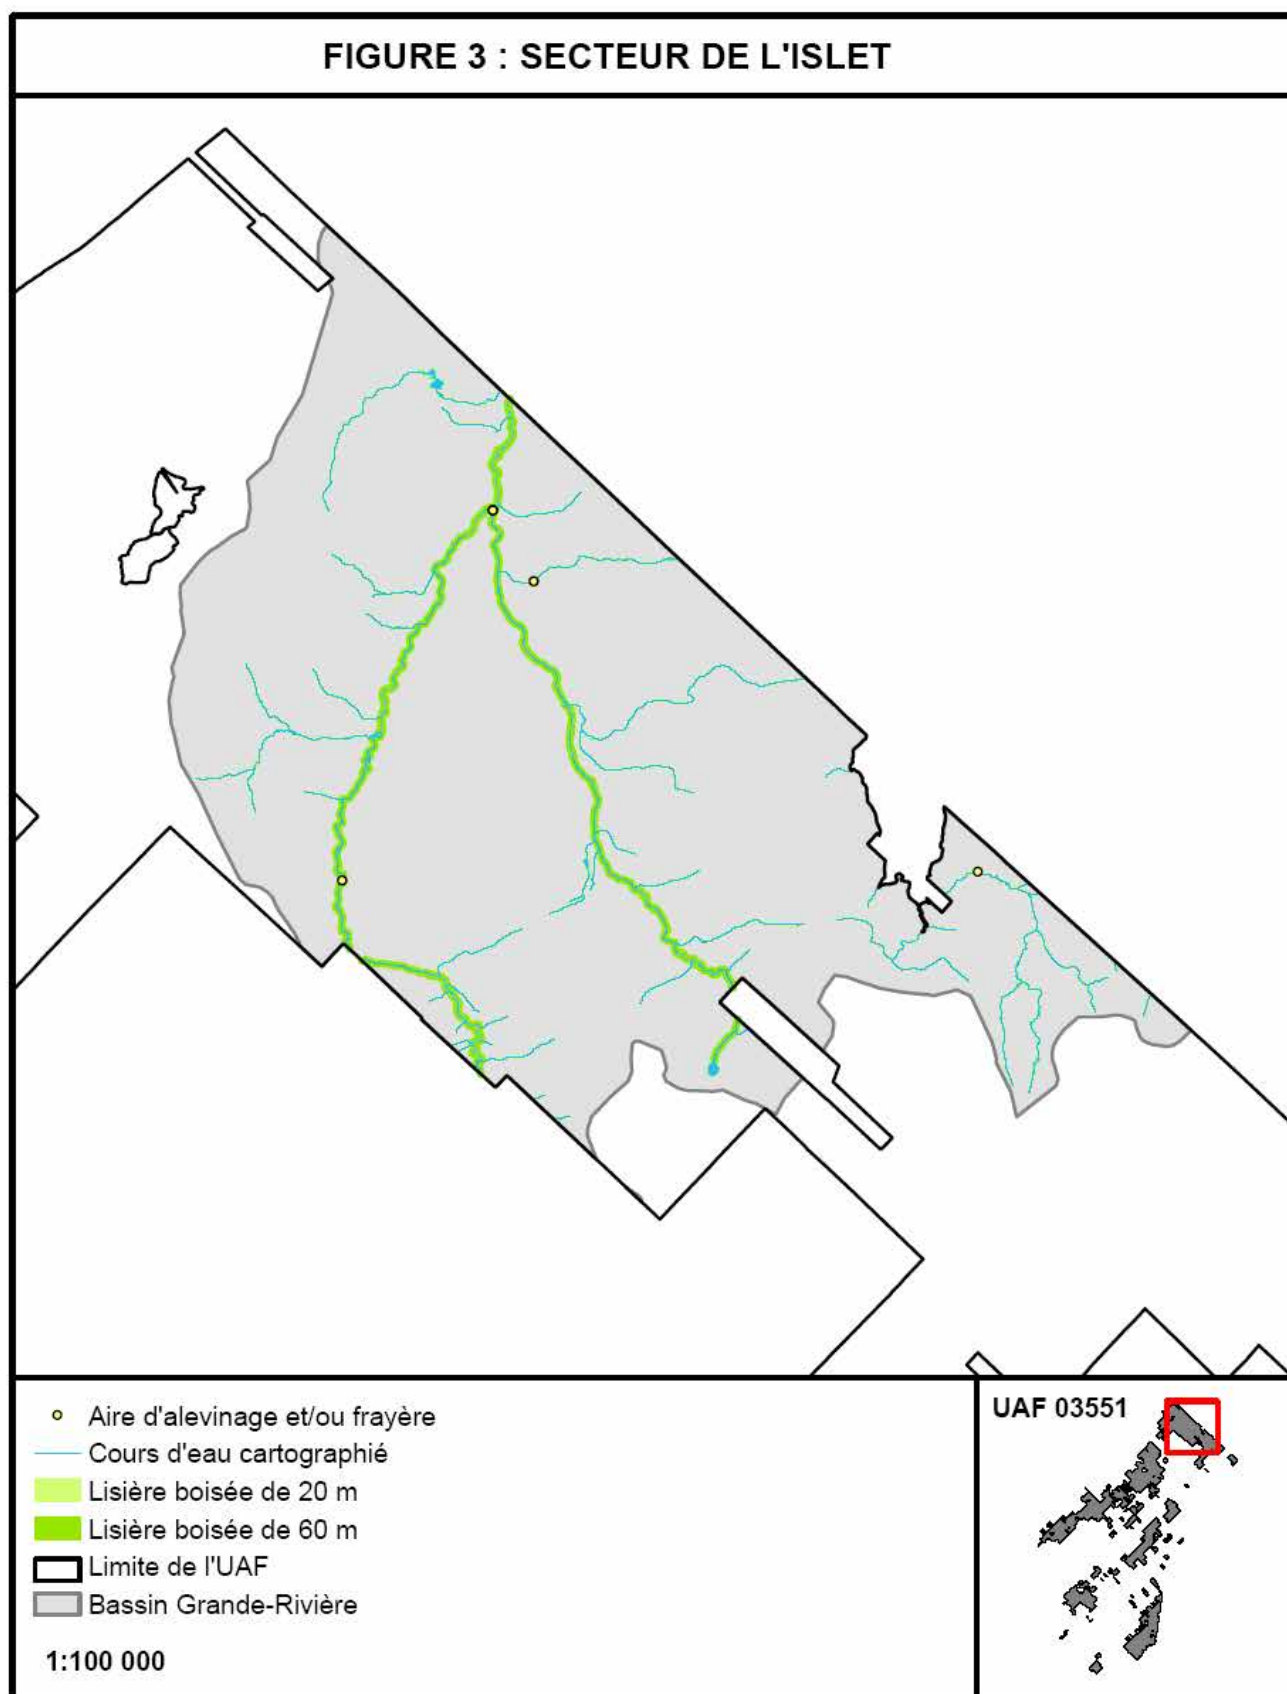 FIGURE 3 : SECTEUR DE L'ISLET
Aire d'alevinage et/ou frayère
Cours d'eau cartographié
Lisière boisée de 20 m
Lisière boisée de 60 m
Limite de l'UAF
Bassin Grande-Rivière
1:100 000
UAF 03551